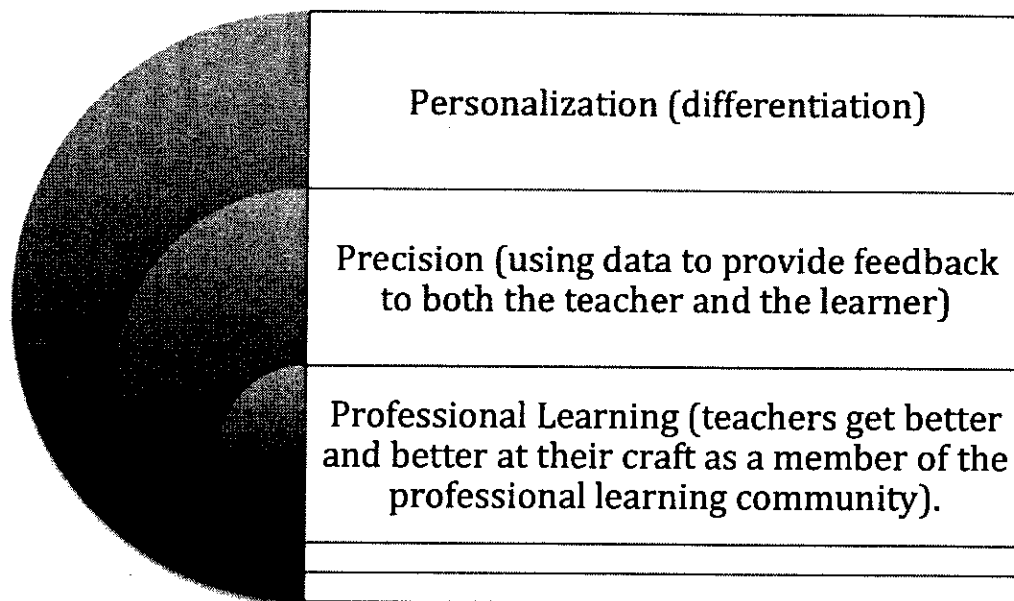 Personalization (differentiation)
Precision (using data to provide feedback
to both the teacher and the learner)
Professional Learning (teachers get better
and better at their craft as a member of the
professional learning community).